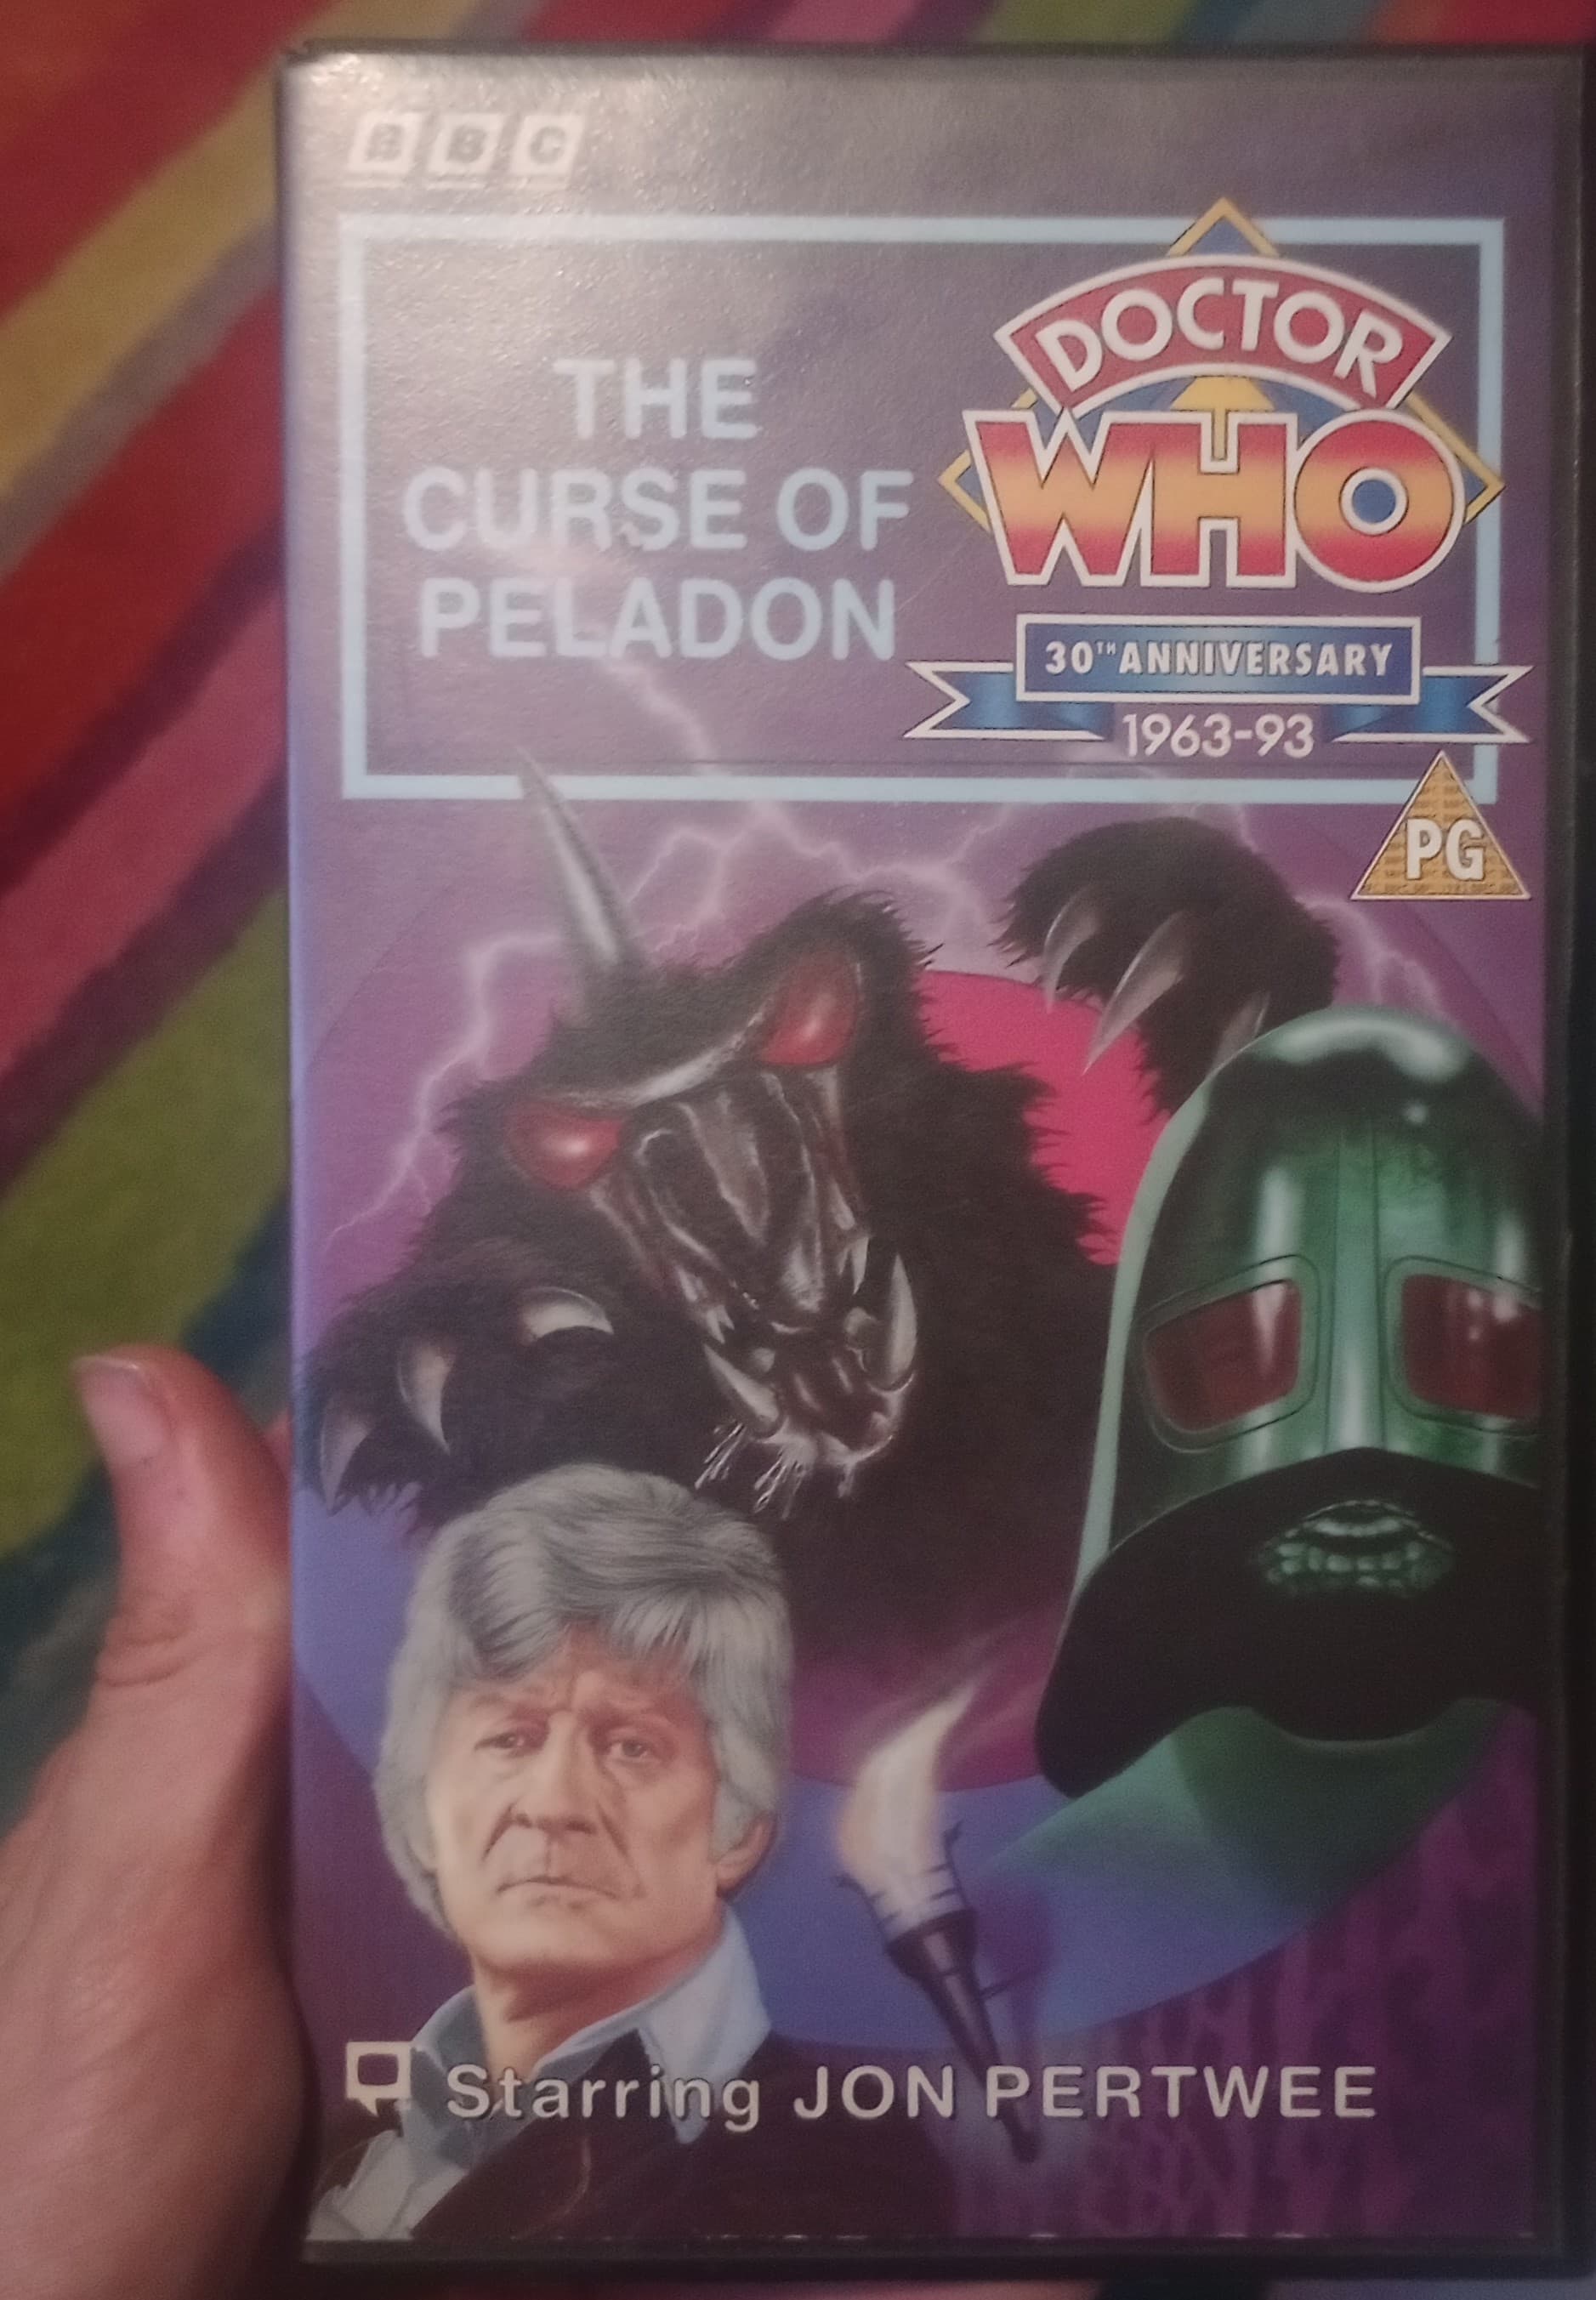 BBC
DOCTOR
WHO
THE
CURSE OF
PELADON
30TH ANNIVERSARY
1963-93
PG
Starring JON PERTWEE